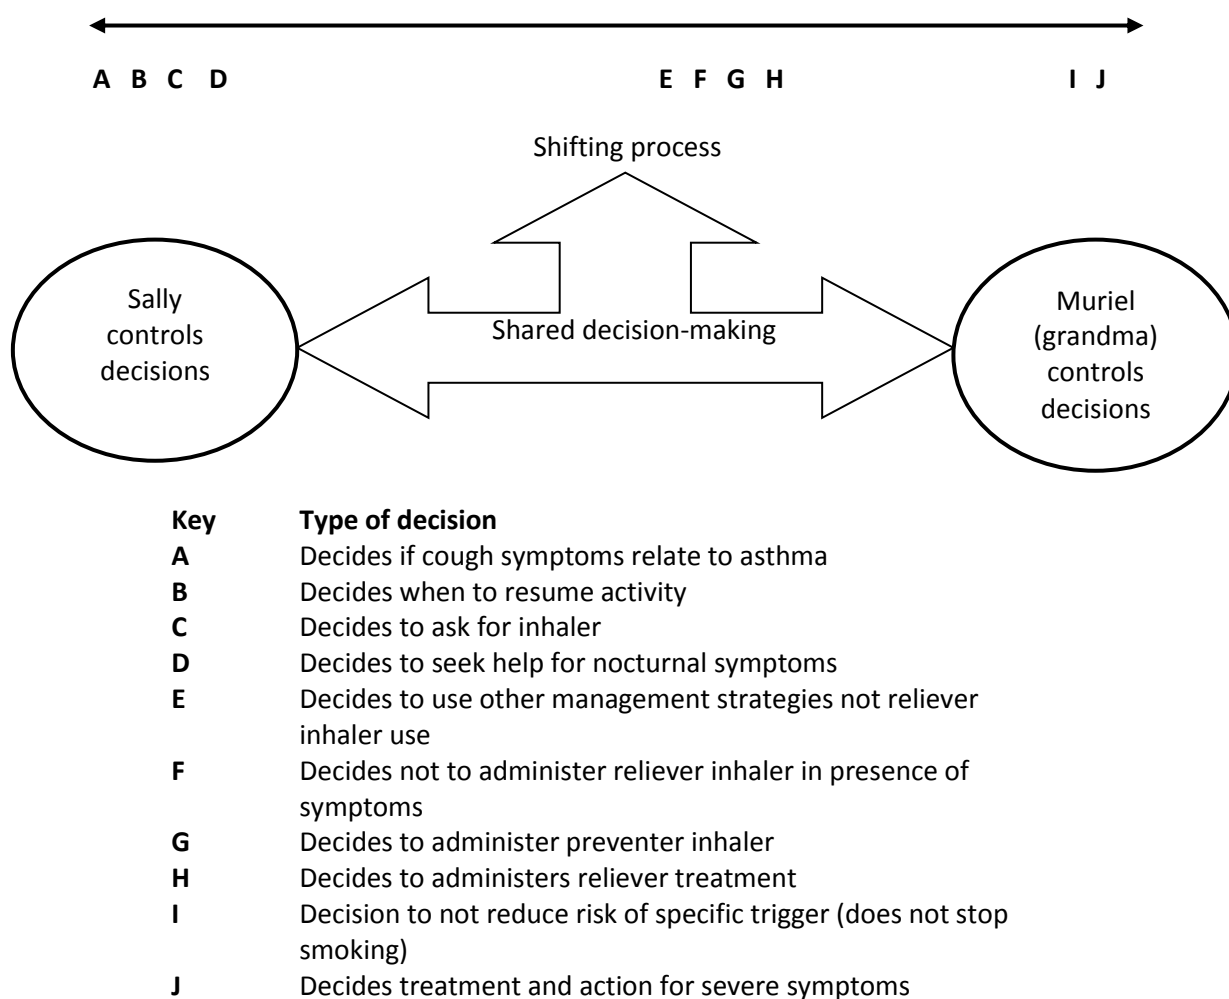 A B C D E F G H I J
Shifting process
Sally
controls
decisions
Shared decision-making
Muriel
(grandma)
controls
decisions
Key Type of decision
A Decides if cough symptoms relate to asthma
B Decides when to resume activity
C Decides to ask for inhaler
D Decides to seek help for nocturnal symptoms
E Decides to use other management strategies not reliever
inhaler use
F Decides not to administer reliever inhaler in presence of
symptoms
G Decides to administer preventer inhaler
H Decides to administers reliever treatment
I Decision to not reduce risk of specific trigger (does not stop
smoking)
J Decides treatment and action for severe symptoms